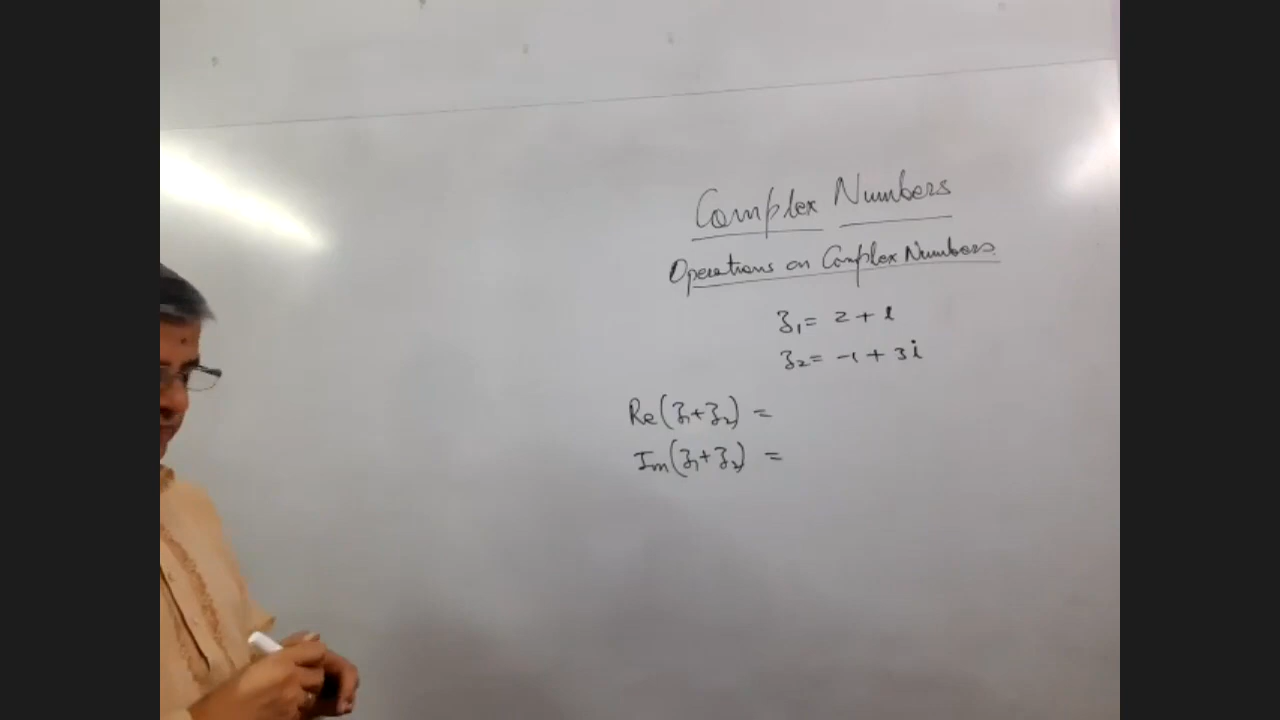 Complex Numbers
Operations on Complex Numbers.
z₁ = 2 + i
z₂ = -1 + 3i
Re(z₁+z₂) =
Im(z₁+z₂) =